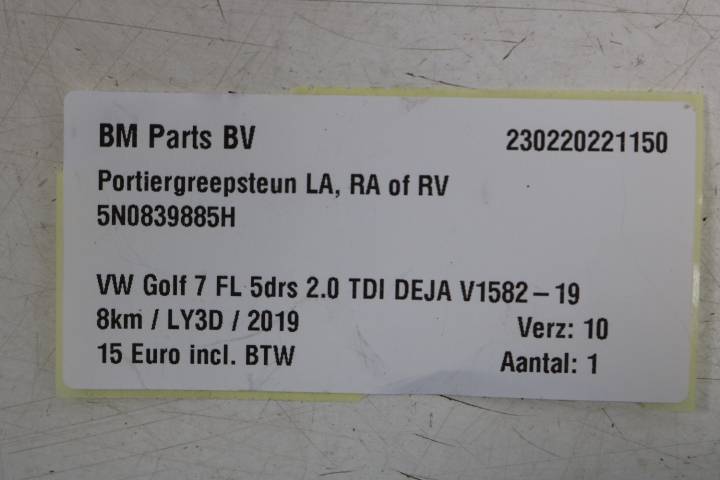 BM Parts BV 230220221150
Portiergreepsteun LA, RA of RV
5N0839885H
VW Golf 7 FL 5drs 2.0 TDI DEJA V1582-19
8km / LY3D / 2019 Verz: 10
15 Euro incl. BTW Aantal: 1